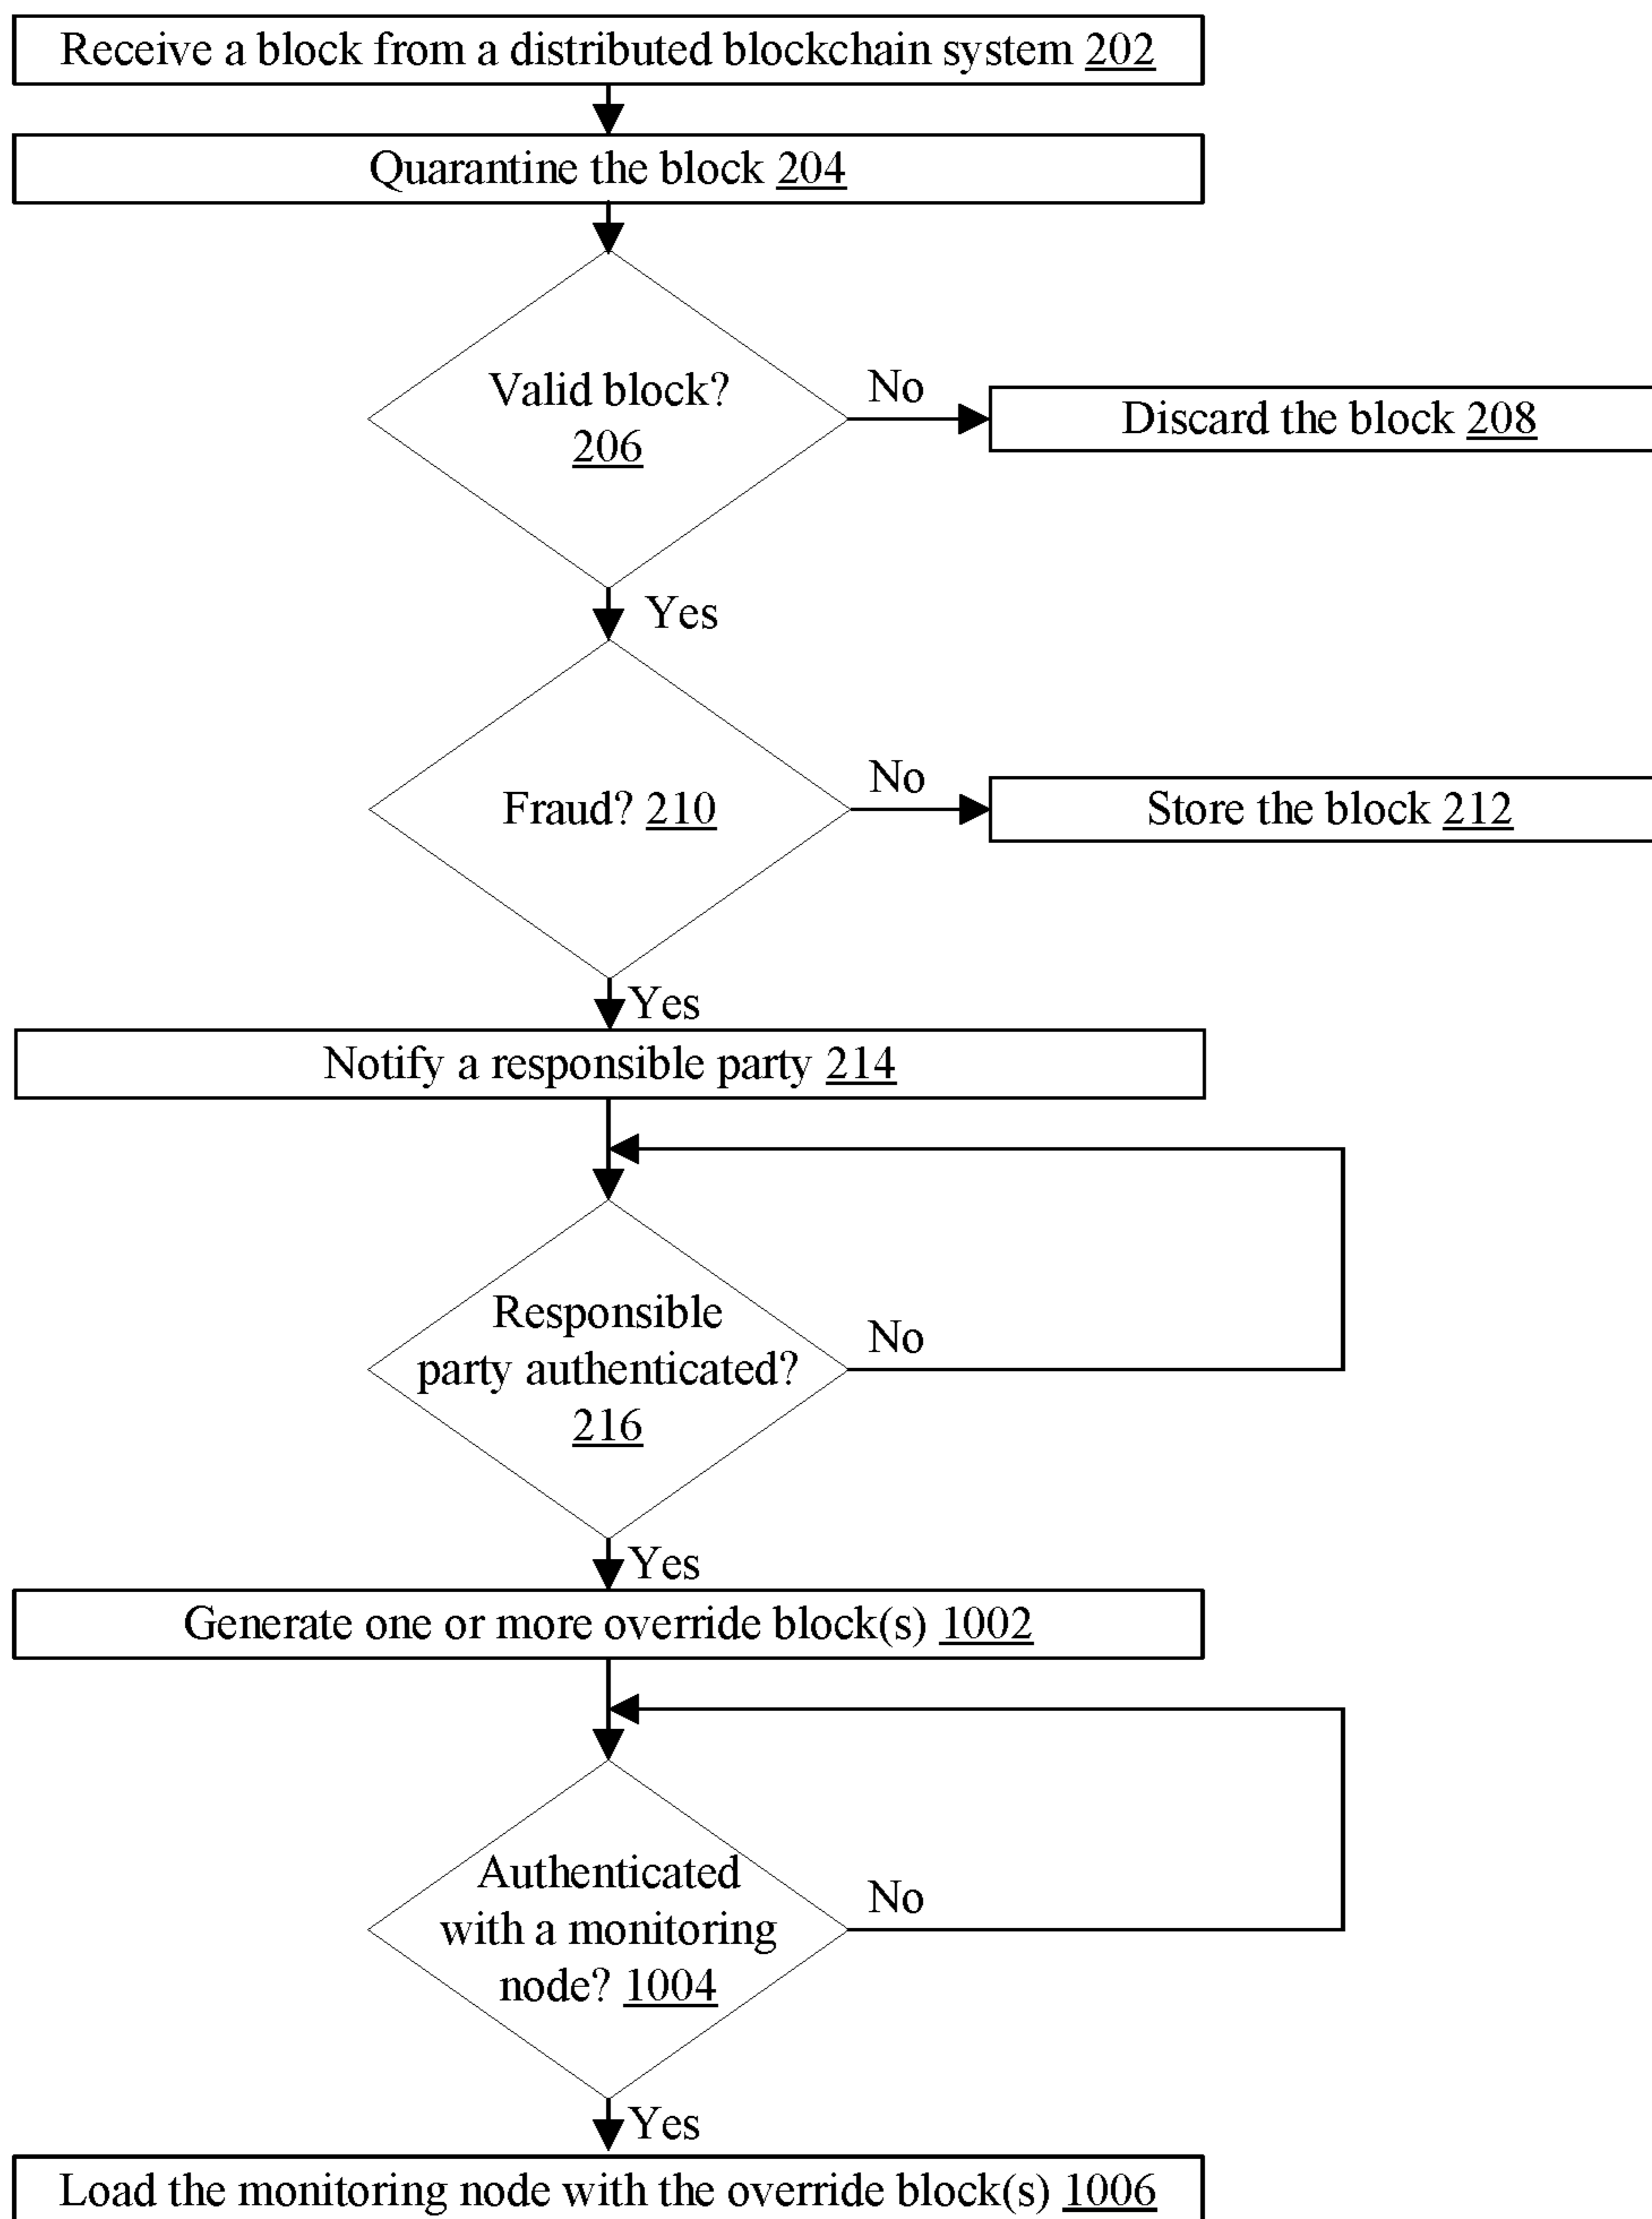 Receive a block from a distributed blockchain system 202
Quarantine the block 204
Valid block?
206
No
Discard the block 208
Yes
Fraud? 210
No
Store the block 212
Yes
Notify a responsible party 214
Responsible
party authenticated?
216
No
Yes
Generate one or more override block(s) 1002
Authenticated
with a monitoring
node? 1004
No
Yes
Load the monitoring node with the override block(s) 1006